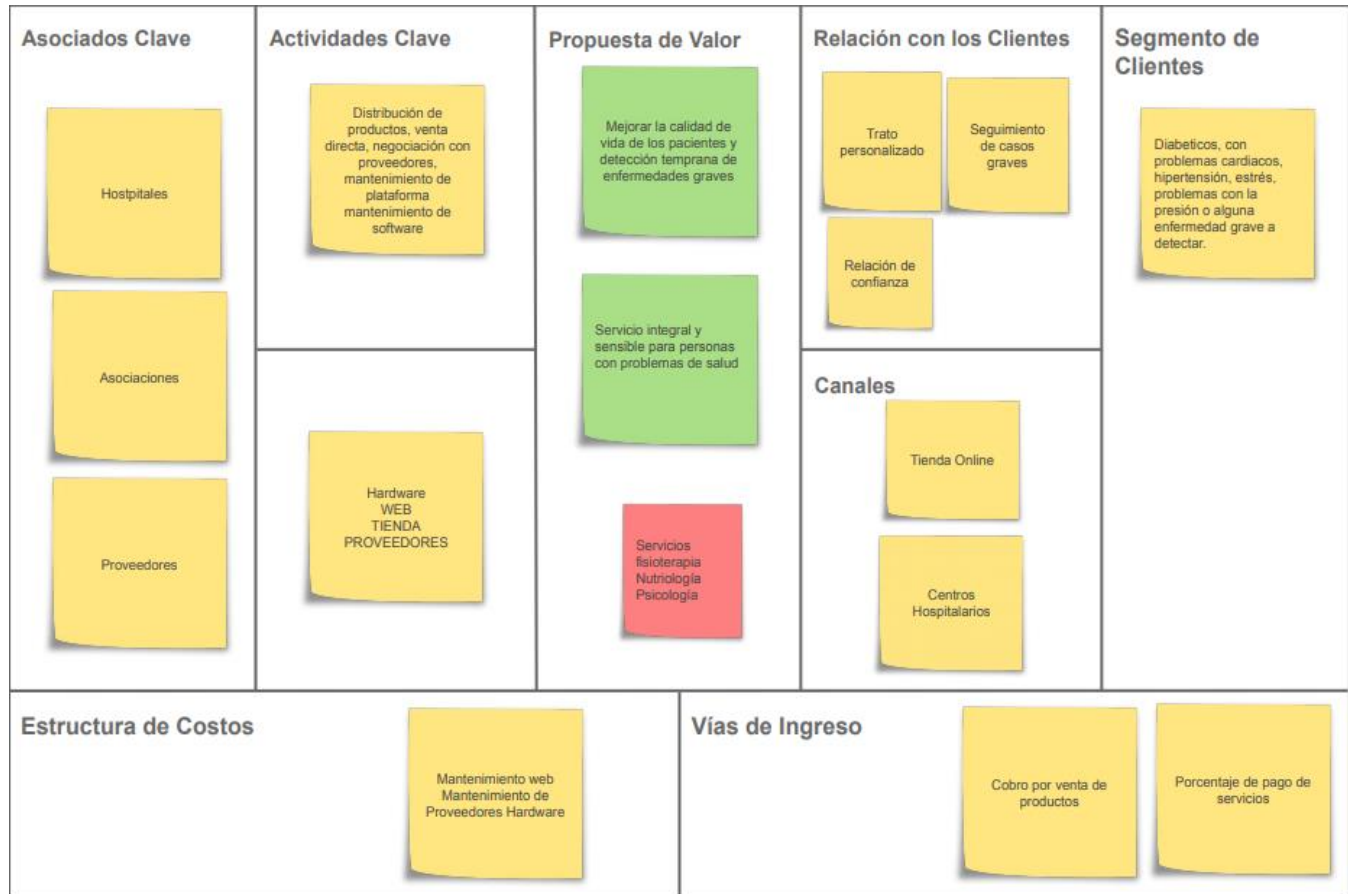 Asociados Clave
Hostpitales
Asociaciones
Proveedores
Actividades Clave
Distribución de
productos, venta
directa, negociación con
proveedores,
mantenimiento de
plataforma
mantenimiento de
software
Hardware
WEB
TIENDA
PROVEEDORES
Propuesta de Valor
Mejorar la calidad de
vida de los pacientes y
detección temprana de
enfermedades graves
Servicio integral y
sensible para personas
con problemas de salud
Servicios
fisioterapia
Nutriología
Psicología
Relación con los Clientes
Trato
personalizado
Seguimiento
de casos
graves
Relación de
confianza
Canales
Tienda Online
Centros
Hospitalarios
Segmento de
Clientes
Diabeticos, con
problemas cardiacos,
hipertensión, estrés,
problemas con la
presión o alguna
enfermedad grave a
detectar.
Estructura de Costos
Mantenimiento web
Mantenimiento de
Proveedores Hardware
Vías de Ingreso
Cobro por venta de
productos
Porcentaje de pago de
servicios